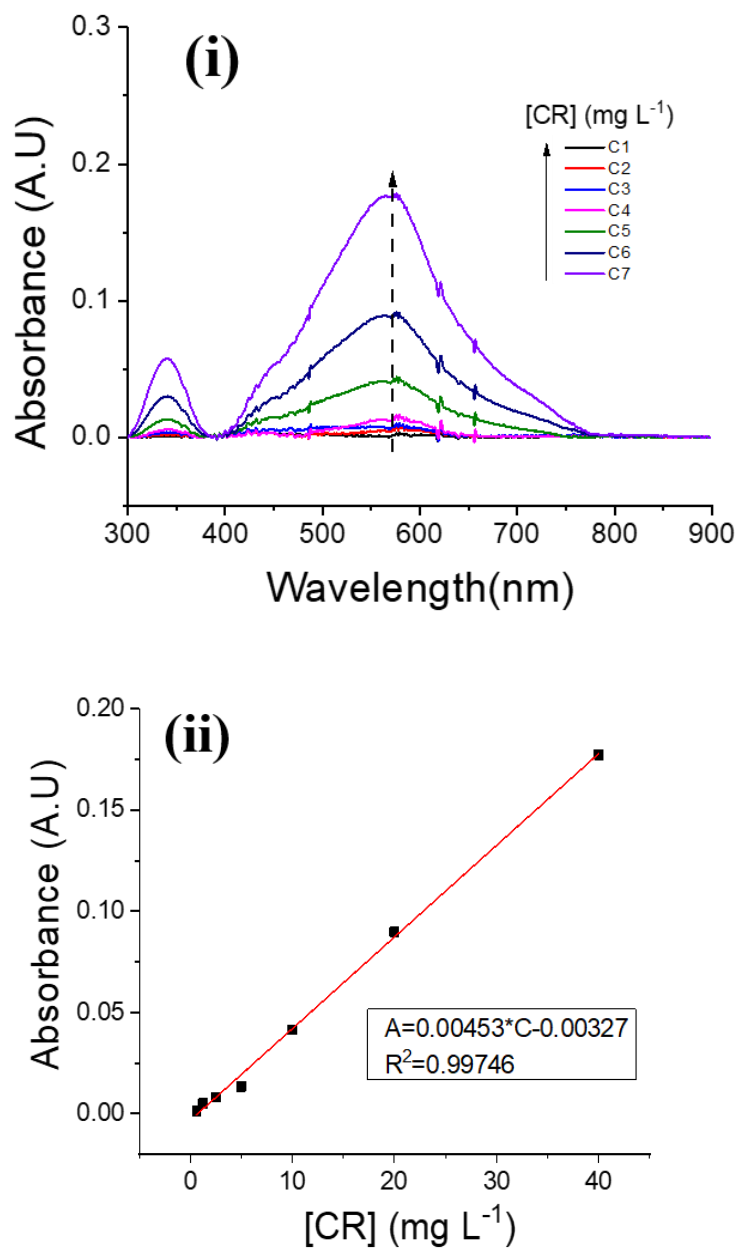 (i)
0.3
0.2
0.1
0.0
Absorbance (A.U)
[CR] (mg L⁻¹)
C1
C2
C3
C4
C5
C6
C7
300 400 500 600 700 800 900
Wavelength(nm)
(ii)
0.20
0.15
0.10
0.05
0.00
Absorbance (A.U)
A=0.00453*C-0.00327
R²=0.99746
0 10 20 30 40
[CR] (mg L⁻¹)